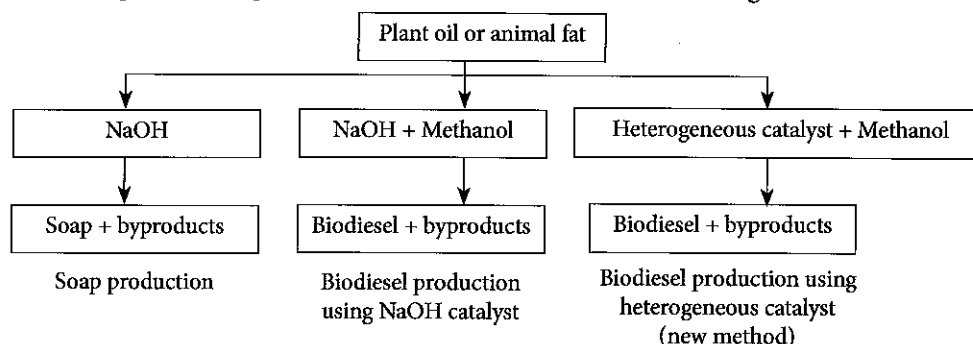 Plant oil or animal fat
NaOH
NaOH + Methanol
Heterogeneous catalyst + Methanol
Soap + byproducts
Biodiesel + byproducts
Biodiesel + byproducts
Soap production
Biodiesel production
using NaOH catalyst
Biodiesel production using
heterogeneous catalyst
(new method)